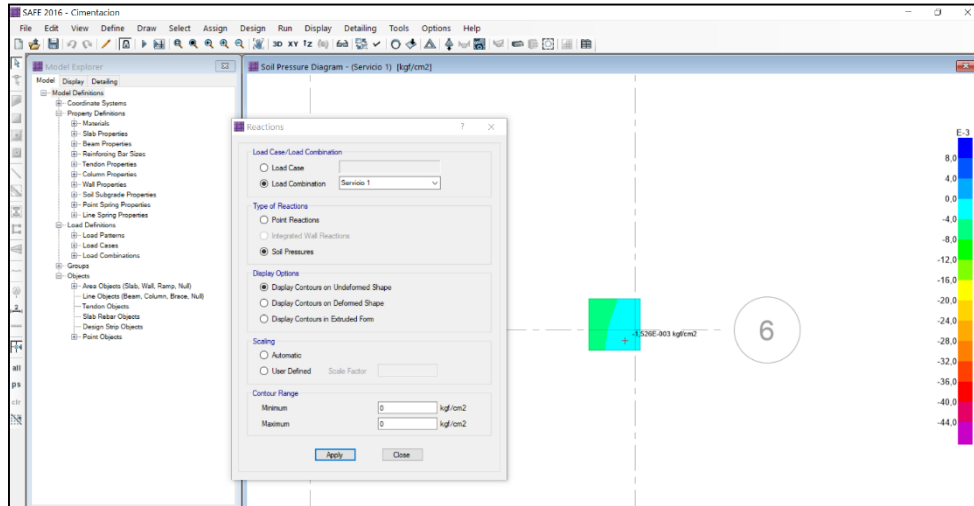 SAFE 2016 - Cimentacion
File Edit View Define Draw Select Assign Design Run Display Detailing Tools Options Help
3D XY
Model Explorer
Model Display Detailing
Model Definitions
Coordinate Systems
Property Definitions
Materials
Slab Properties
Beam Properties
Reinforcing Bar Sizes
Tendon Properties
Column Properties
Wall Properties
Soil Subgrade Properties
Point Spring Properties
Line Spring Properties
Load Definitions
Load Patterns
Load Cases
Load Combinations
Groups
Objects
Area Objects (Slab, Wall, Ramp, Null)
Line Objects (Beam, Column, Brace, Null)
Tendon Objects
Slab Rebar Objects
Design Strip Objects
Point Objects
all
ps
clr
Soil Pressure Diagram - (Servicio 1) [kgf/cm2]
Reactions
Load Case/Load Combination
Load Case
Load Combination Servicio 1
Type of Reactions
Point Reactions
Integrated Wall Reactions
Soil Pressures
Display Options
Display Contours on Undeformed Shape
Display Contours on Deformed Shape
Display Contours in Extruded Form
Scaling
Automatic
User Defined Scale Factor
Contour Range
Minimum 0 kgf/cm2
Maximum 0 kgf/cm2
Apply Close
-1,526E-003 kgf/cm2
6
E-3
8,0
4,0
0,0
-4,0
-8,0
-12,0
-16,0
-20,0
-24,0
-28,0
-32,0
-36,0
-40,0
-44,0